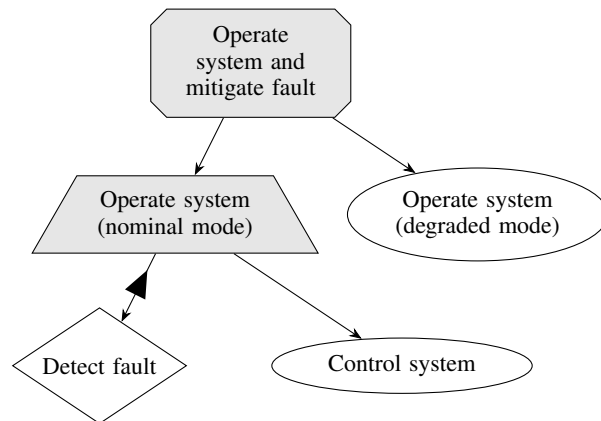 Operate
system and
mitigate fault
Operate system
(nominal mode)
Operate system
(degraded mode)
Detect fault
Control system